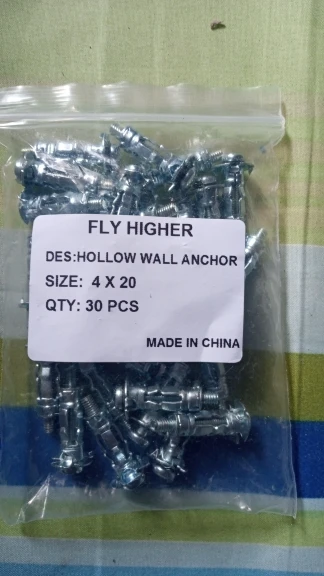 FLY HIGHER
DES:HOLLOW WALL ANCHOR
SIZE: 4 X 20
QTY: 30 PCS
MADE IN CHINA